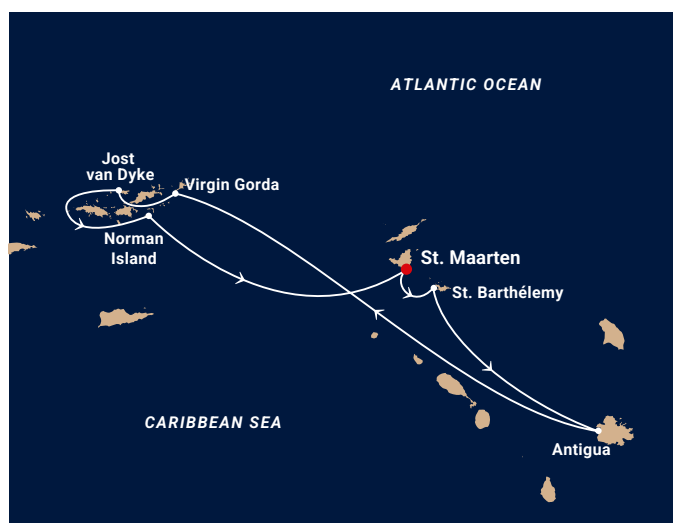 ATLANTIC OCEAN
Jost
van Dyke
Virgin Gorda
Norman
Island
St. Maarten
St. Barthélemy
CARIBBEAN SEA
Antigua